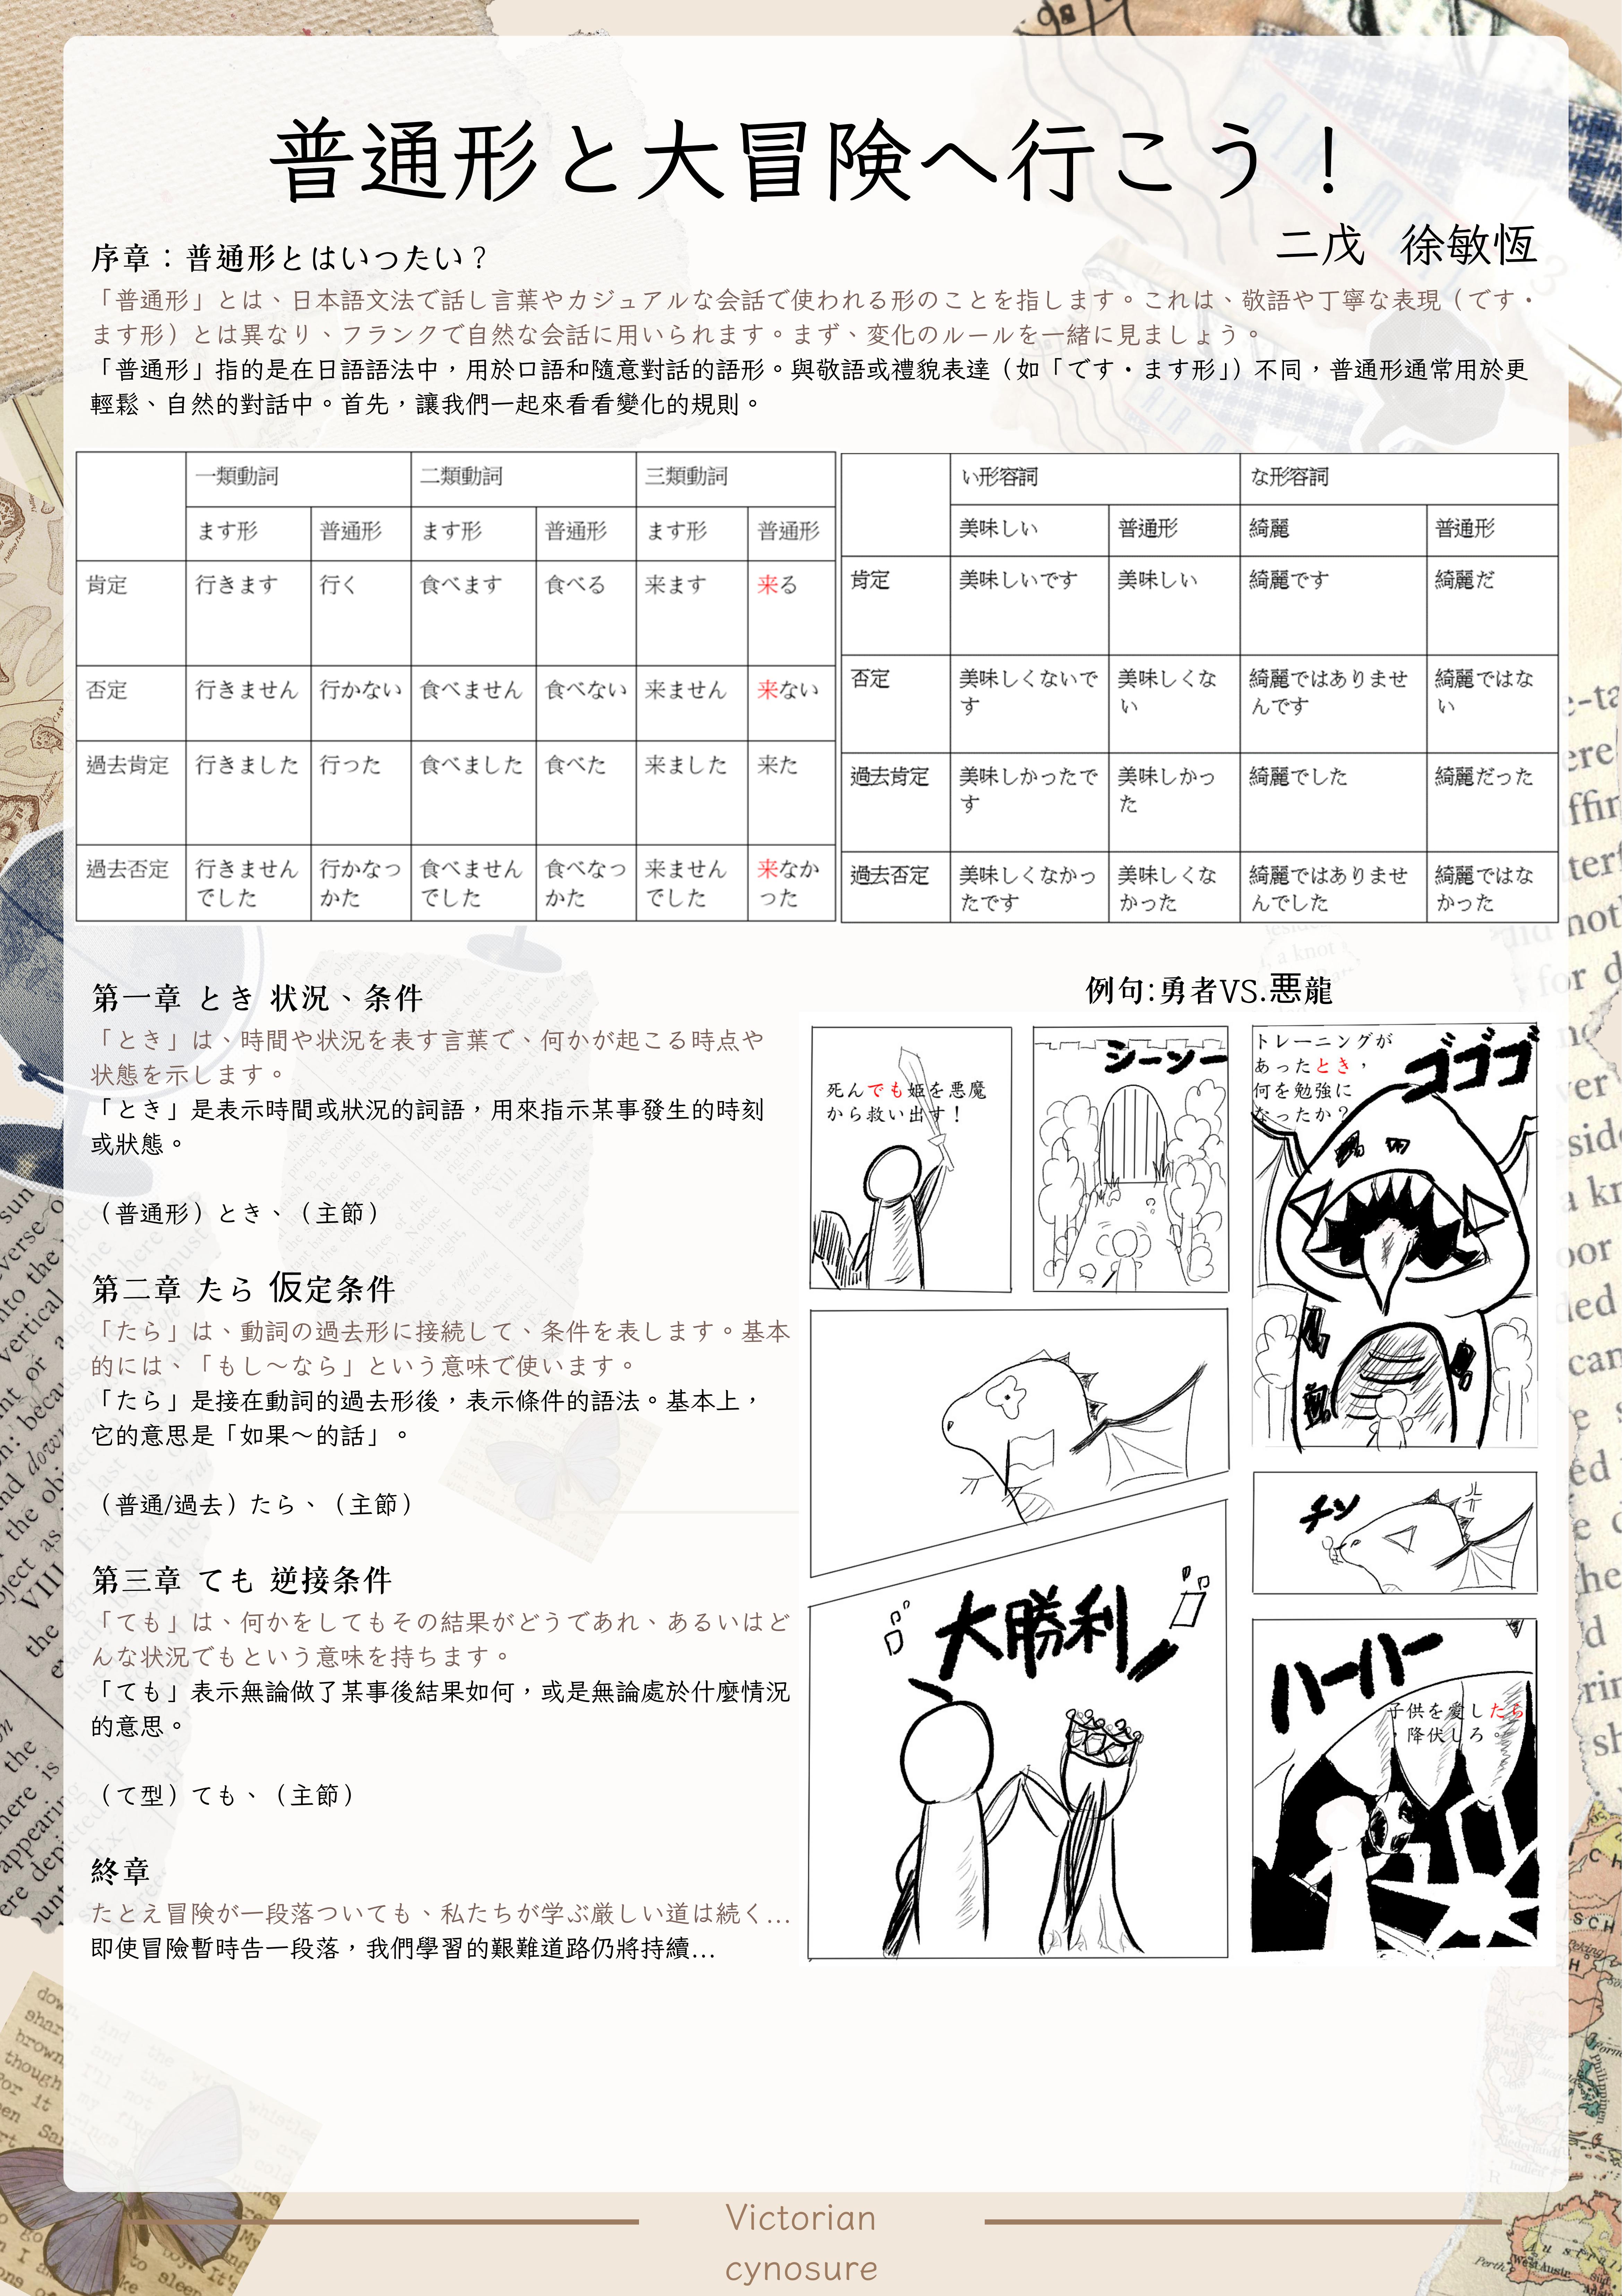 普通形と大冒険へ行こう！
二戊 徐敏恆
序章：普通形とはいったい？
「普通形」とは、日本語文法で話し言葉やカジュアルな会話で使われる形のことを指します。これは、敬語や丁寧な表現（です・
ます形）とは異なり、フランクで自然な会話に用いられます。まず、変化のルールを一緒に見ましょう。
「普通形」指的是在日語語法中，用於口語和隨意對話的語形。與敬語或禮貌表達（如「です・ます形」）不同，普通形通常用於更
輕鬆、自然的對話中。首先，讓我們一起來看看變化的規則。
一類動詞 二類動詞 三類動詞
ます形 普通形 ます形 普通形 ます形 普通形
肯定 行きます 行く 食べます 食べる 来ます 来る
否定 行きません 行かない 食べません 食べない 来ません 来ない
過去肯定 行きました 行った 食べました 食べた 来ました 来た
過去否定 行きません 行かなっ 食べません 食べなっ 来ません 来なか
でした かた でした かた でした った
い形容詞 な形容詞
美味しい 普通形 綺麗 普通形
肯定 美味しいです 美味しい 綺麗です 綺麗だ
否定 美味しくないで 美味しくな 綺麗ではありませ 綺麗ではな
す い んです い
過去肯定 美味しかったで 美味しかっ 綺麗でした 綺麗だった
す た
過去否定 美味しくなかっ 美味しくな 綺麗ではありませ 綺麗ではな
たです かった んでした かった
第一章 とき 状況、条件
「とき」は、時間や状況を表す言葉で、何かが起こる時点や
状態を示します。
「とき」是表示時間或狀況的詞語，用來指示某事發生的時刻
或狀態。
（普通形）とき、（主節）
第二章 たら 仮定条件
「たら」は、動詞の過去形に接続して、条件を表します。基本
的には、「もし～なら」という意味で使います。
「たら」是接在動詞的過去形後，表示條件的語法。基本上，
它的意思是「如果～的話」。
（普通/過去）たら、（主節）
第三章 ても 逆接条件
「ても」は、何かをしてもその結果がどうであれ、あるいはど
んな状況でもという意味を持ちます。
「ても」表示無論做了某事後結果如何，或是無論處於什麼情況
的意思。
（て型）ても、（主節）
終章
たとえ冒険が一段落ついても、私たちが学ぶ厳しい道は続く...
即使冒險暫時告一段落，我們學習的艱難道路仍將持續...
例句:勇者VS.悪龍
死んでも姫を悪魔
から救い出す！
シーソー
トレーニングが
あったとき，
何を勉強に
なったか？
ゴゴゴ
チッ
ハーハー
子供を愛したら
，降伏しろ。
大勝利
Victorian
cynosure